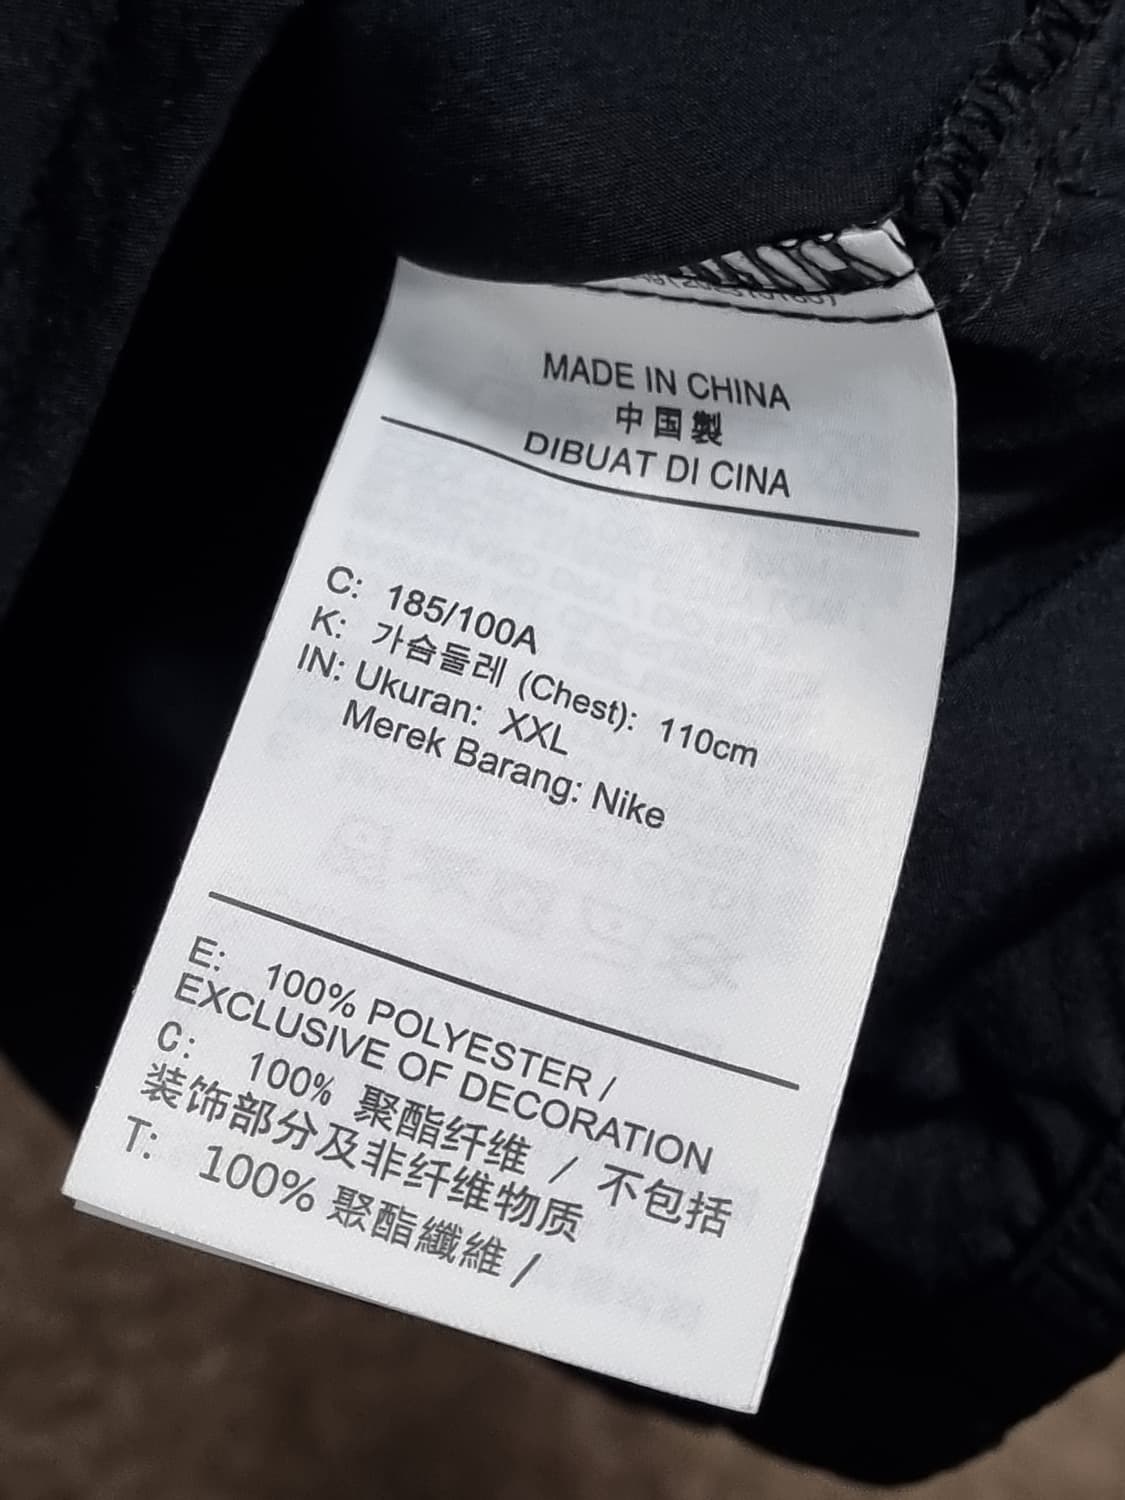 MADE IN CHINA
中国製
DIBUAT DI CINA
C: 185/100A
K: 가슴둘레 (Chest): 110cm
IN: Ukuran: XXL
Merek Barang: Nike
E: 100% POLYESTER /
EXCLUSIVE OF DECORATION
C: 100% 聚酯纤维 / 不包括
装饰部分及非纤维物质
T: 100% 聚酯纖維 /